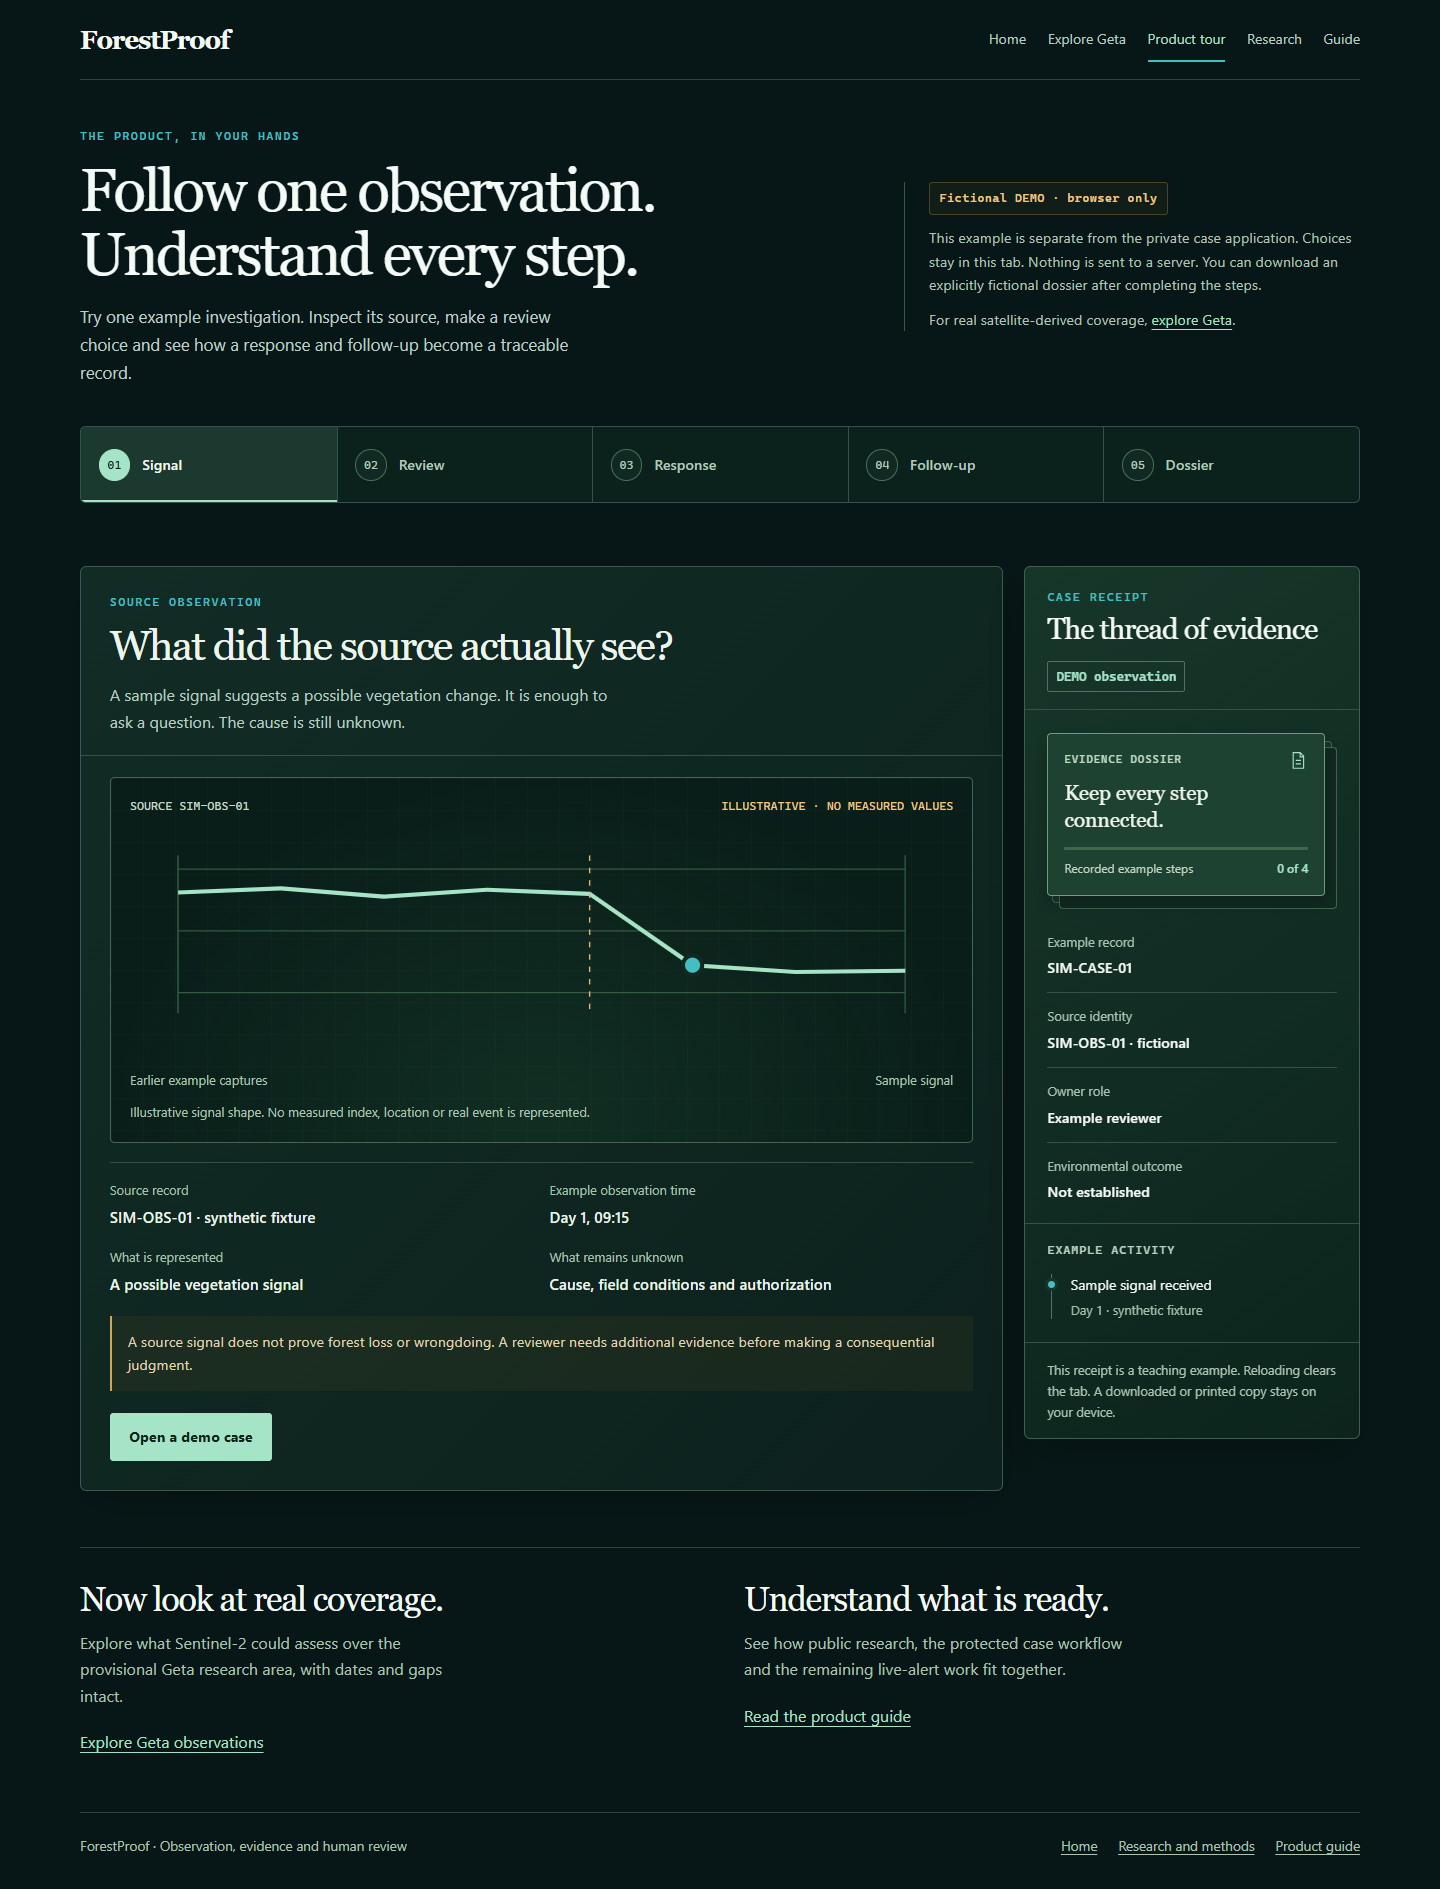 ForestProof
Home
Explore Geta
Product tour
Research
Guide
THE PRODUCT, IN YOUR HANDS
Follow one observation.
Understand every step.
Try one example investigation. Inspect its source, make a review
choice and see how a response and follow-up become a traceable
record.
Fictional DEMO · browser only
This example is separate from the private case application. Choices
stay in this tab. Nothing is sent to a server. You can download an
explicitly fictional dossier after completing the steps.
For real satellite-derived coverage, explore Geta.
01 Signal
02 Review
03 Response
04 Follow-up
05 Dossier
SOURCE OBSERVATION
What did the source actually see?
A sample signal suggests a possible vegetation change. It is enough to
ask a question. The cause is still unknown.
SOURCE SIM-OBS-01
ILLUSTRATIVE · NO MEASURED VALUES
Earlier example captures
Sample signal
Illustrative signal shape. No measured index, location or real event is represented.
Source record
SIM-OBS-01 · synthetic fixture
Example observation time
Day 1, 09:15
What is represented
A possible vegetation signal
What remains unknown
Cause, field conditions and authorization
A source signal does not prove forest loss or wrongdoing. A reviewer needs additional evidence before making a consequential
judgment.
Open a demo case
CASE RECEIPT
The thread of evidence
DEMO observation
EVIDENCE DOSSIER
Keep every step
connected.
Recorded example steps
0 of 4
Example record
SIM-CASE-01
Source identity
SIM-OBS-01 · fictional
Owner role
Example reviewer
Environmental outcome
Not established
EXAMPLE ACTIVITY
Sample signal received
Day 1 · synthetic fixture
This receipt is a teaching example. Reloading clears
the tab. A downloaded or printed copy stays on
your device.
Now look at real coverage.
Explore what Sentinel-2 could assess over the
provisional Geta research area, with dates and gaps
intact.
Explore Geta observations
Understand what is ready.
See how public research, the protected case workflow
and the remaining live-alert work fit together.
Read the product guide
ForestProof · Observation, evidence and human review
Home
Research and methods
Product guide